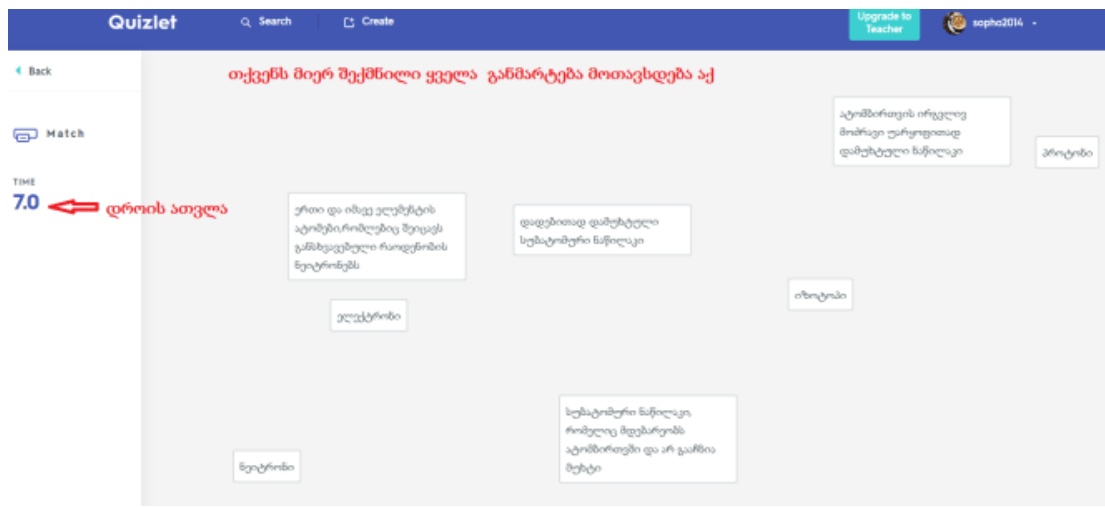 Quizlet
Search
Create
Upgrade to
Teacher
sopho2014
Back
თქვენს მიერ შექმნილი ყველა განმარტება მოთავსდება აქ
ატომბირთვის ირგვლივ
მოძრავი უარყოფითად
დამუხტული ნაწილაკი
პროტონი
Match
TIME
7.0
დროის ათვლა
ერთი და იმავე ელემენტის
ატომები,რომლებიც შეიცავს
განსხვავებული რაოდენობის
ნეიტრონებს
დადებითად დამუხტული
სუბატომური ნაწილაკი
იზოტოპი
ელექტრონი
სუბატომური ნაწილაკი,
რომელიც მდებარეობს
ატომბირთვში და არ გააჩნია
მუხტი
ნეიტრონი